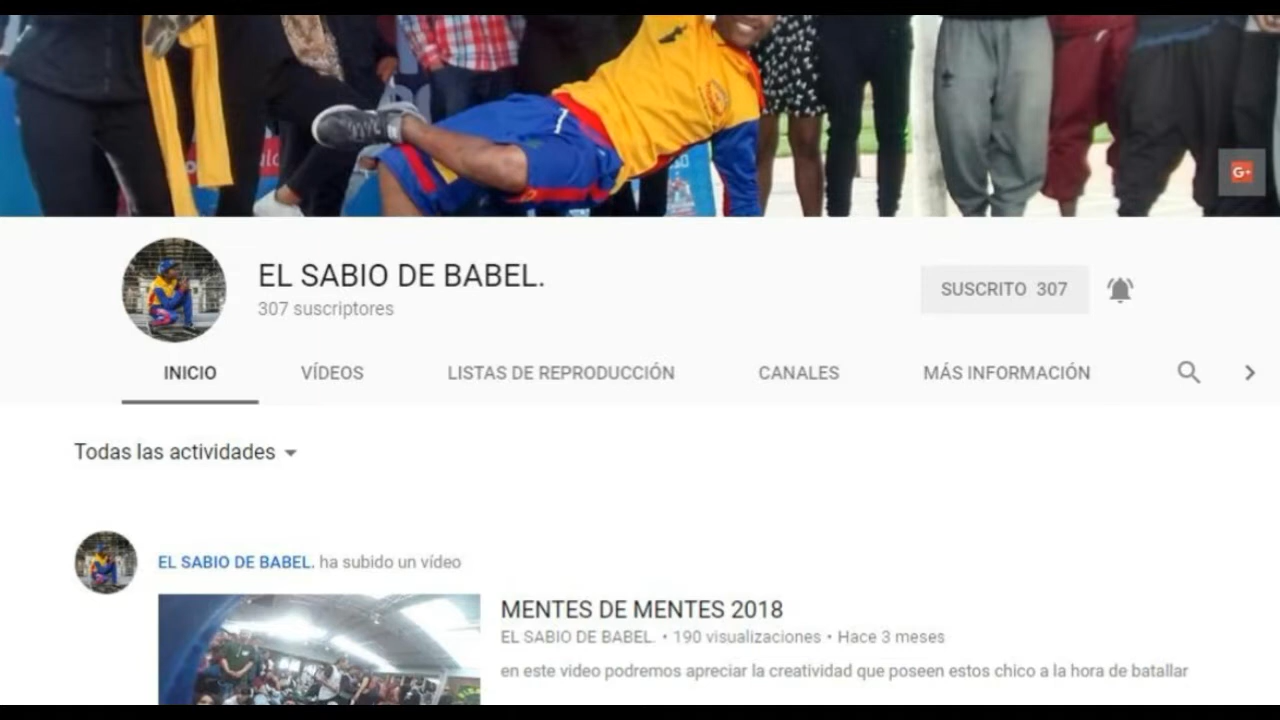 G+
EL SABIO DE BABEL.
307 suscriptores
SUSCRITO 307
INICIO VÍDEOS LISTAS DE REPRODUCCIÓN CANALES MÁS INFORMACIÓN
Todas las actividades
EL SABIO DE BABEL. ha subido un vídeo
MENTES DE MENTES 2018
EL SABIO DE BABEL. • 190 visualizaciones • Hace 3 meses
en este video podremos apreciar la creatividad que poseen estos chico a la hora de batallar